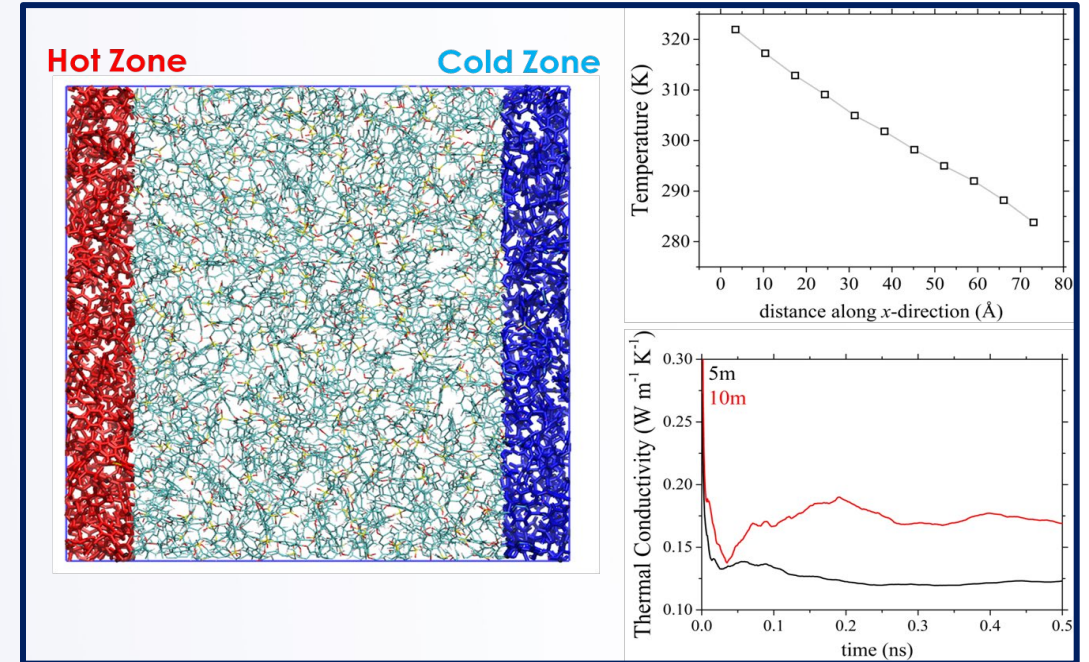 Hot Zone
Cold Zone
Temperature (K)
320
310
300
290
280
0 10 20 30 40 50 60 70 80
distance along x-direction (Å)
Thermal Conductivity (W m⁻¹ K⁻¹)
0.30
0.25
0.20
0.15
0.10
5m
10m
0.0 0.1 0.2 0.3 0.4 0.5
time (ns)